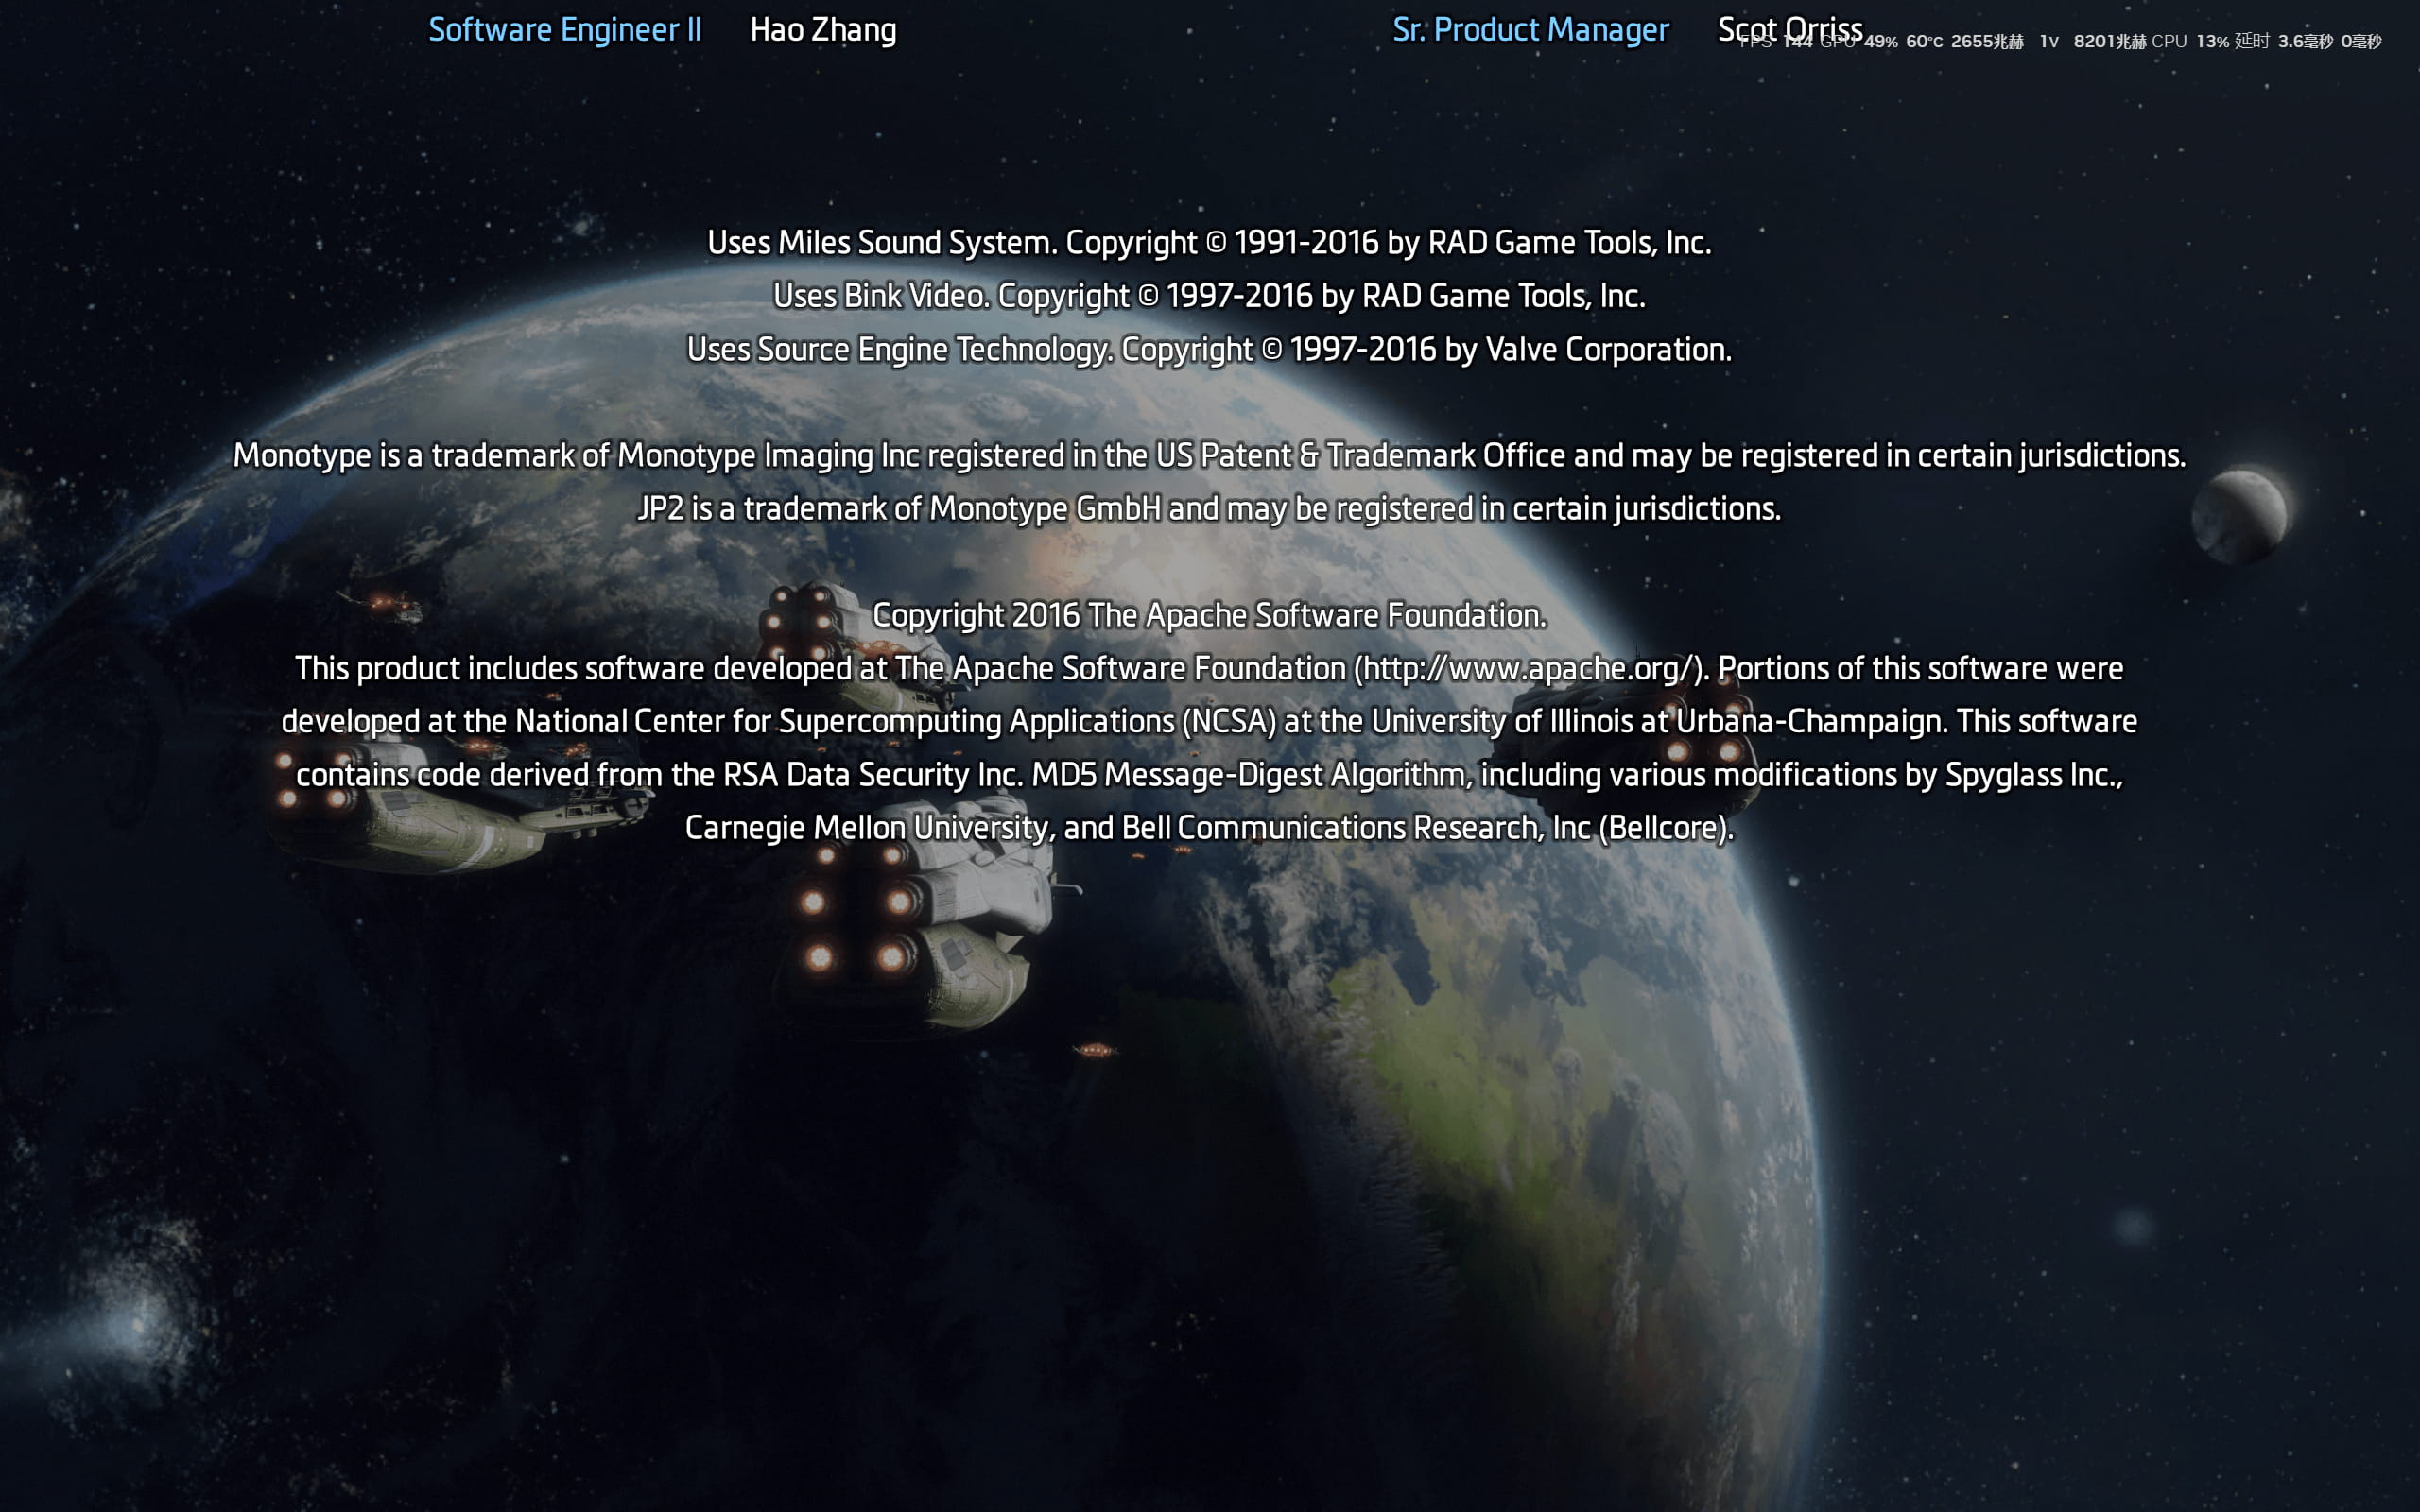 Software Engineer II Hao Zhang Sr. Product Manager Scot Orriss
FPS 144 GPU 49% 60°C 2655兆赫 1V 8201兆赫 CPU 13% 延时 3.6毫秒 0毫秒
Uses Miles Sound System. Copyright © 1991-2016 by RAD Game Tools, Inc.
Uses Bink Video. Copyright © 1997-2016 by RAD Game Tools, Inc.
Uses Source Engine Technology. Copyright © 1997-2016 by Valve Corporation.
Monotype is a trademark of Monotype Imaging Inc registered in the US Patent & Trademark Office and may be registered in certain jurisdictions.
JP2 is a trademark of Monotype GmbH and may be registered in certain jurisdictions.
Copyright 2016 The Apache Software Foundation.
This product includes software developed at The Apache Software Foundation (http://www.apache.org/). Portions of this software were
developed at the National Center for Supercomputing Applications (NCSA) at the University of Illinois at Urbana-Champaign. This software
contains code derived from the RSA Data Security Inc. MD5 Message-Digest Algorithm, including various modifications by Spyglass Inc.,
Carnegie Mellon University, and Bell Communications Research, Inc (Bellcore).